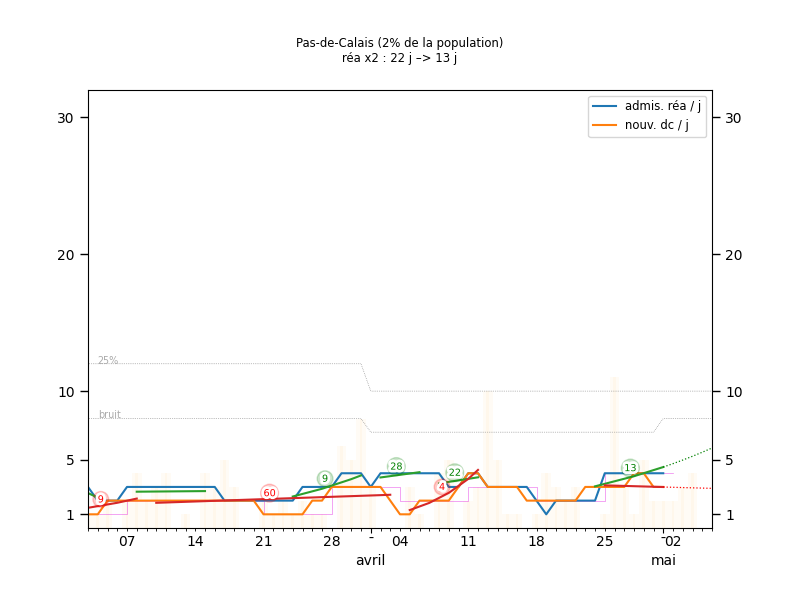 Pas-de-Calais (2% de la population)
réa x2 : 22 j –> 13 j
admis. réa / j
nouv. dc / j
30 30
20 20
10 10
5 5
1 1
25%
bruit
9 60 9 28 4 22 13
07 14 21 28 - 04 11 18 25 -02
avril mai